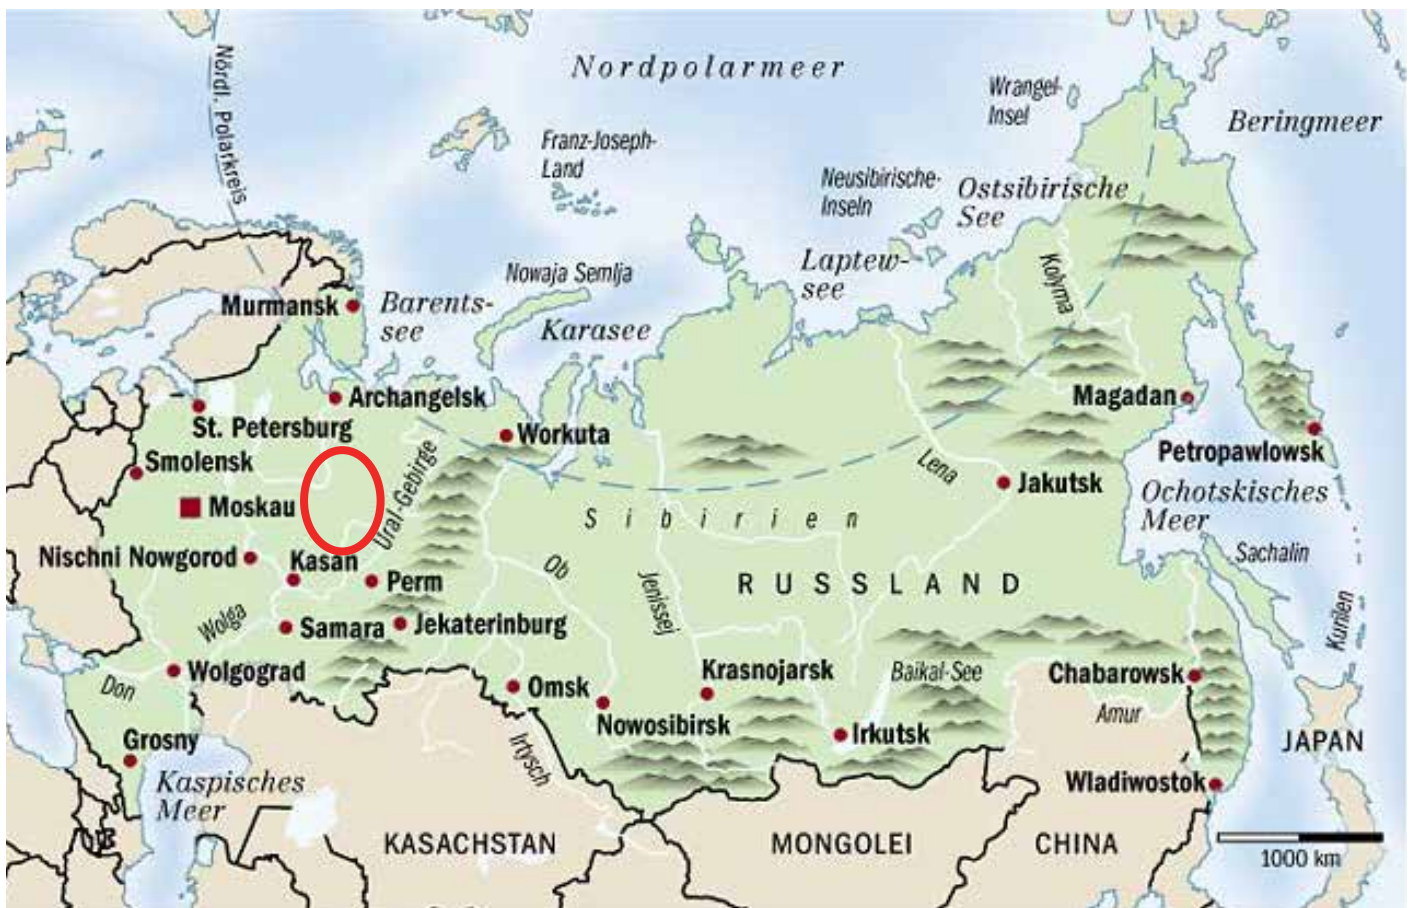 Nördl. Polarkreis
Nordpolarmeer
Wrangel-
Insel
Beringmeer
Franz-Joseph-
Land
Neusibirische-
Inseln
Ostsibirische
See
Laptew-
see
Kolyma
Nowaja Semlja
Murmansk
Barents-
see
Karasee
Archangelsk
Magadan
St. Petersburg
Workuta
Petropawlowsk
Smolensk
Ural-Gebirge
Lena
Jakutsk
Ochotskisches
Meer
Moskau
Sibirien
Nischni Nowgorod
Kasan
Ob
Jenissej
Sachalin
Perm
RUSSLAND
Kurilen
Wolga
Samara
Jekaterinburg
Wolgograd
Don
Omsk
Krasnojarsk
Baikal-See
Chabarowsk
Nowosibirsk
Irkutsk
Amur
Grosny
Irtysch
JAPAN
Kaspisches
Meer
Wladiwostok
KASACHSTAN
MONGOLEI
CHINA
1000 km